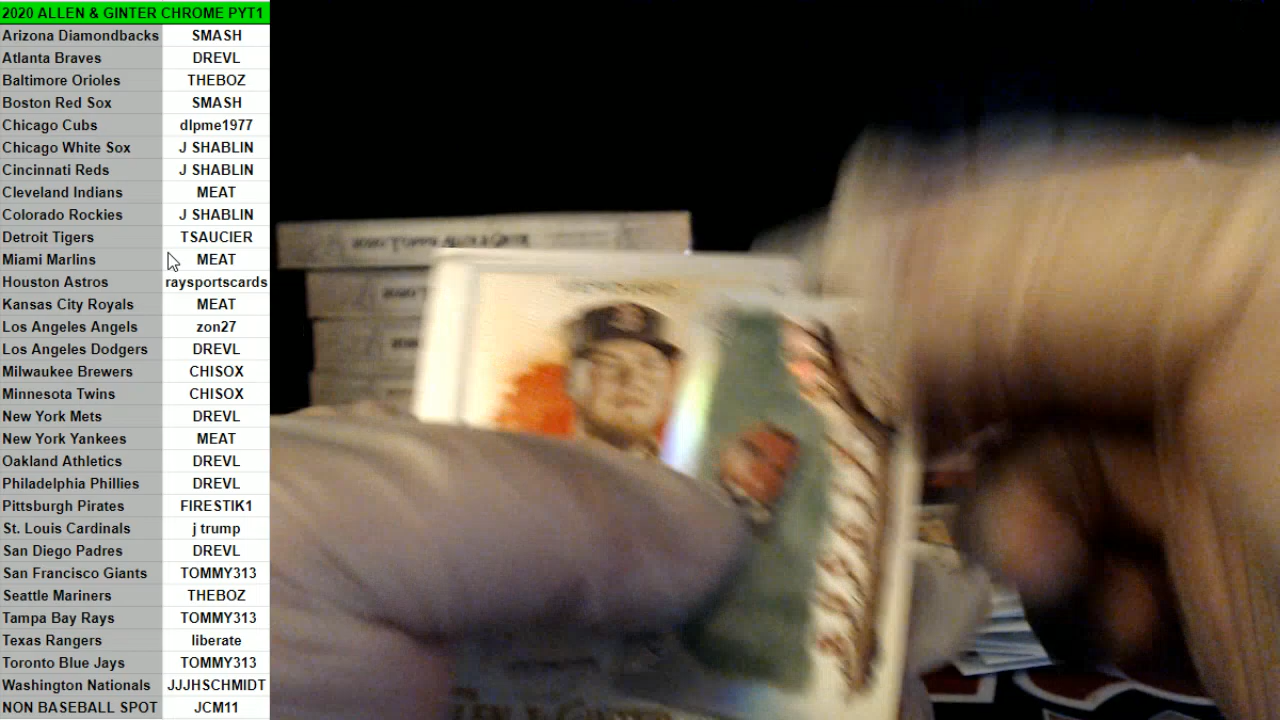 2020 ALLEN & GINTER CHROME PYT1
Arizona Diamondbacks SMASH
Atlanta Braves DREVL
Baltimore Orioles THEBOZ
Boston Red Sox SMASH
Chicago Cubs dlpme1977
Chicago White Sox J SHABLIN
Cincinnati Reds J SHABLIN
Cleveland Indians MEAT
Colorado Rockies J SHABLIN
Detroit Tigers TSAUCIER
Miami Marlins MEAT
Houston Astros raysportscards
Kansas City Royals MEAT
Los Angeles Angels zon27
Los Angeles Dodgers DREVL
Milwaukee Brewers CHISOX
Minnesota Twins CHISOX
New York Mets DREVL
New York Yankees MEAT
Oakland Athletics DREVL
Philadelphia Phillies DREVL
Pittsburgh Pirates FIRESTIK1
St. Louis Cardinals j trump
San Diego Padres DREVL
San Francisco Giants TOMMY313
Seattle Mariners THEBOZ
Tampa Bay Rays TOMMY313
Texas Rangers liberate
Toronto Blue Jays TOMMY313
Washington Nationals JJJHSCHMIDT
NON BASEBALL SPOT JCM11